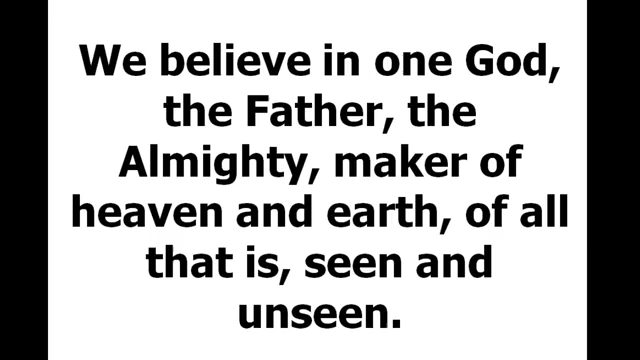 We believe in one God,
the Father, the
Almighty, maker of
heaven and earth, of all
that is, seen and
unseen.